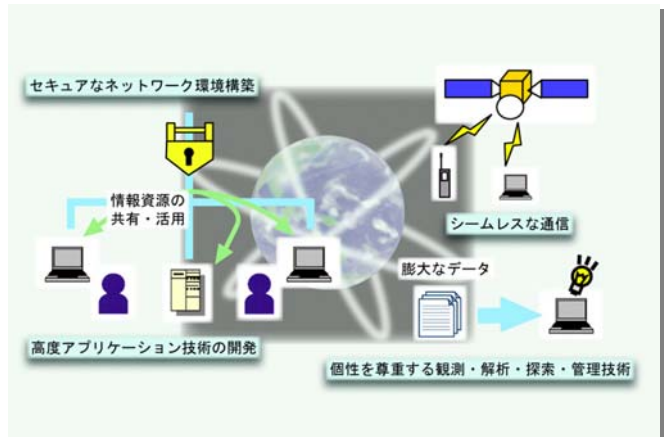 セキュアなネットワーク環境構築
情報資源の
共有・活用
高度アプリケーション技術の開発
シームレスな通信
膨大なデータ
個性を尊重する観測・解析・探索・管理技術